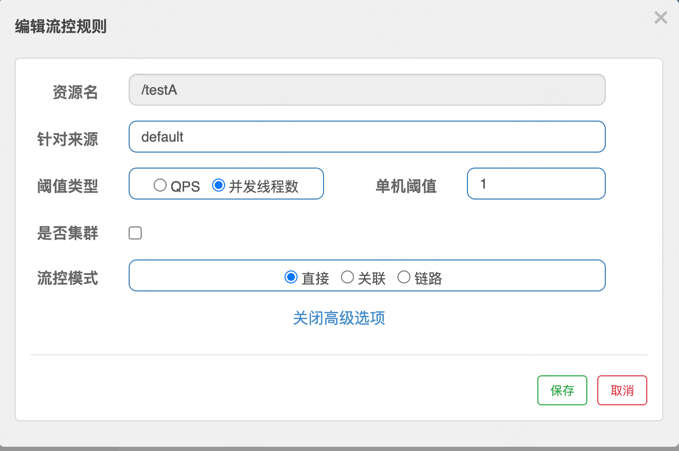 编辑流控规则 ×
资源名 /testA
针对来源 default
阈值类型 QPS 并发线程数 单机阈值 1
是否集群
流控模式 直接 关联 链路
关闭高级选项
保存 取消